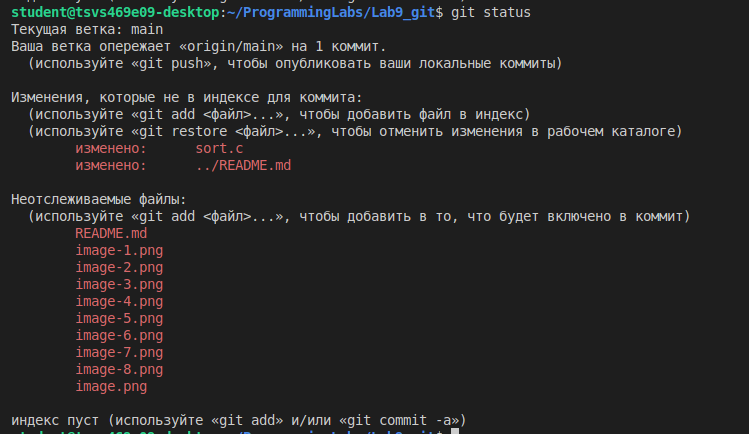 student@tsvs469e09-desktop:~/ProgrammingLabs/Lab9_git$ git status
Текущая ветка: main
Ваша ветка опережает «origin/main» на 1 коммит.
(используйте «git push», чтобы опубликовать ваши локальные коммиты)
Изменения, которые не в индексе для коммита:
(используйте «git add <файл>...», чтобы добавить файл в индекс)
(используйте «git restore <файл>...», чтобы отменить изменения в рабочем каталоге)
изменено: sort.c
изменено: ../README.md
Неотслеживаемые файлы:
(используйте «git add <файл>...», чтобы добавить в то, что будет включено в коммит)
README.md
image-1.png
image-2.png
image-3.png
image-4.png
image-5.png
image-6.png
image-7.png
image-8.png
image.png
индекс пуст (используйте «git add» и/или «git commit -a»)
student@tsvs469e09-desktop:~/ProgrammingLabs/Lab9_git$